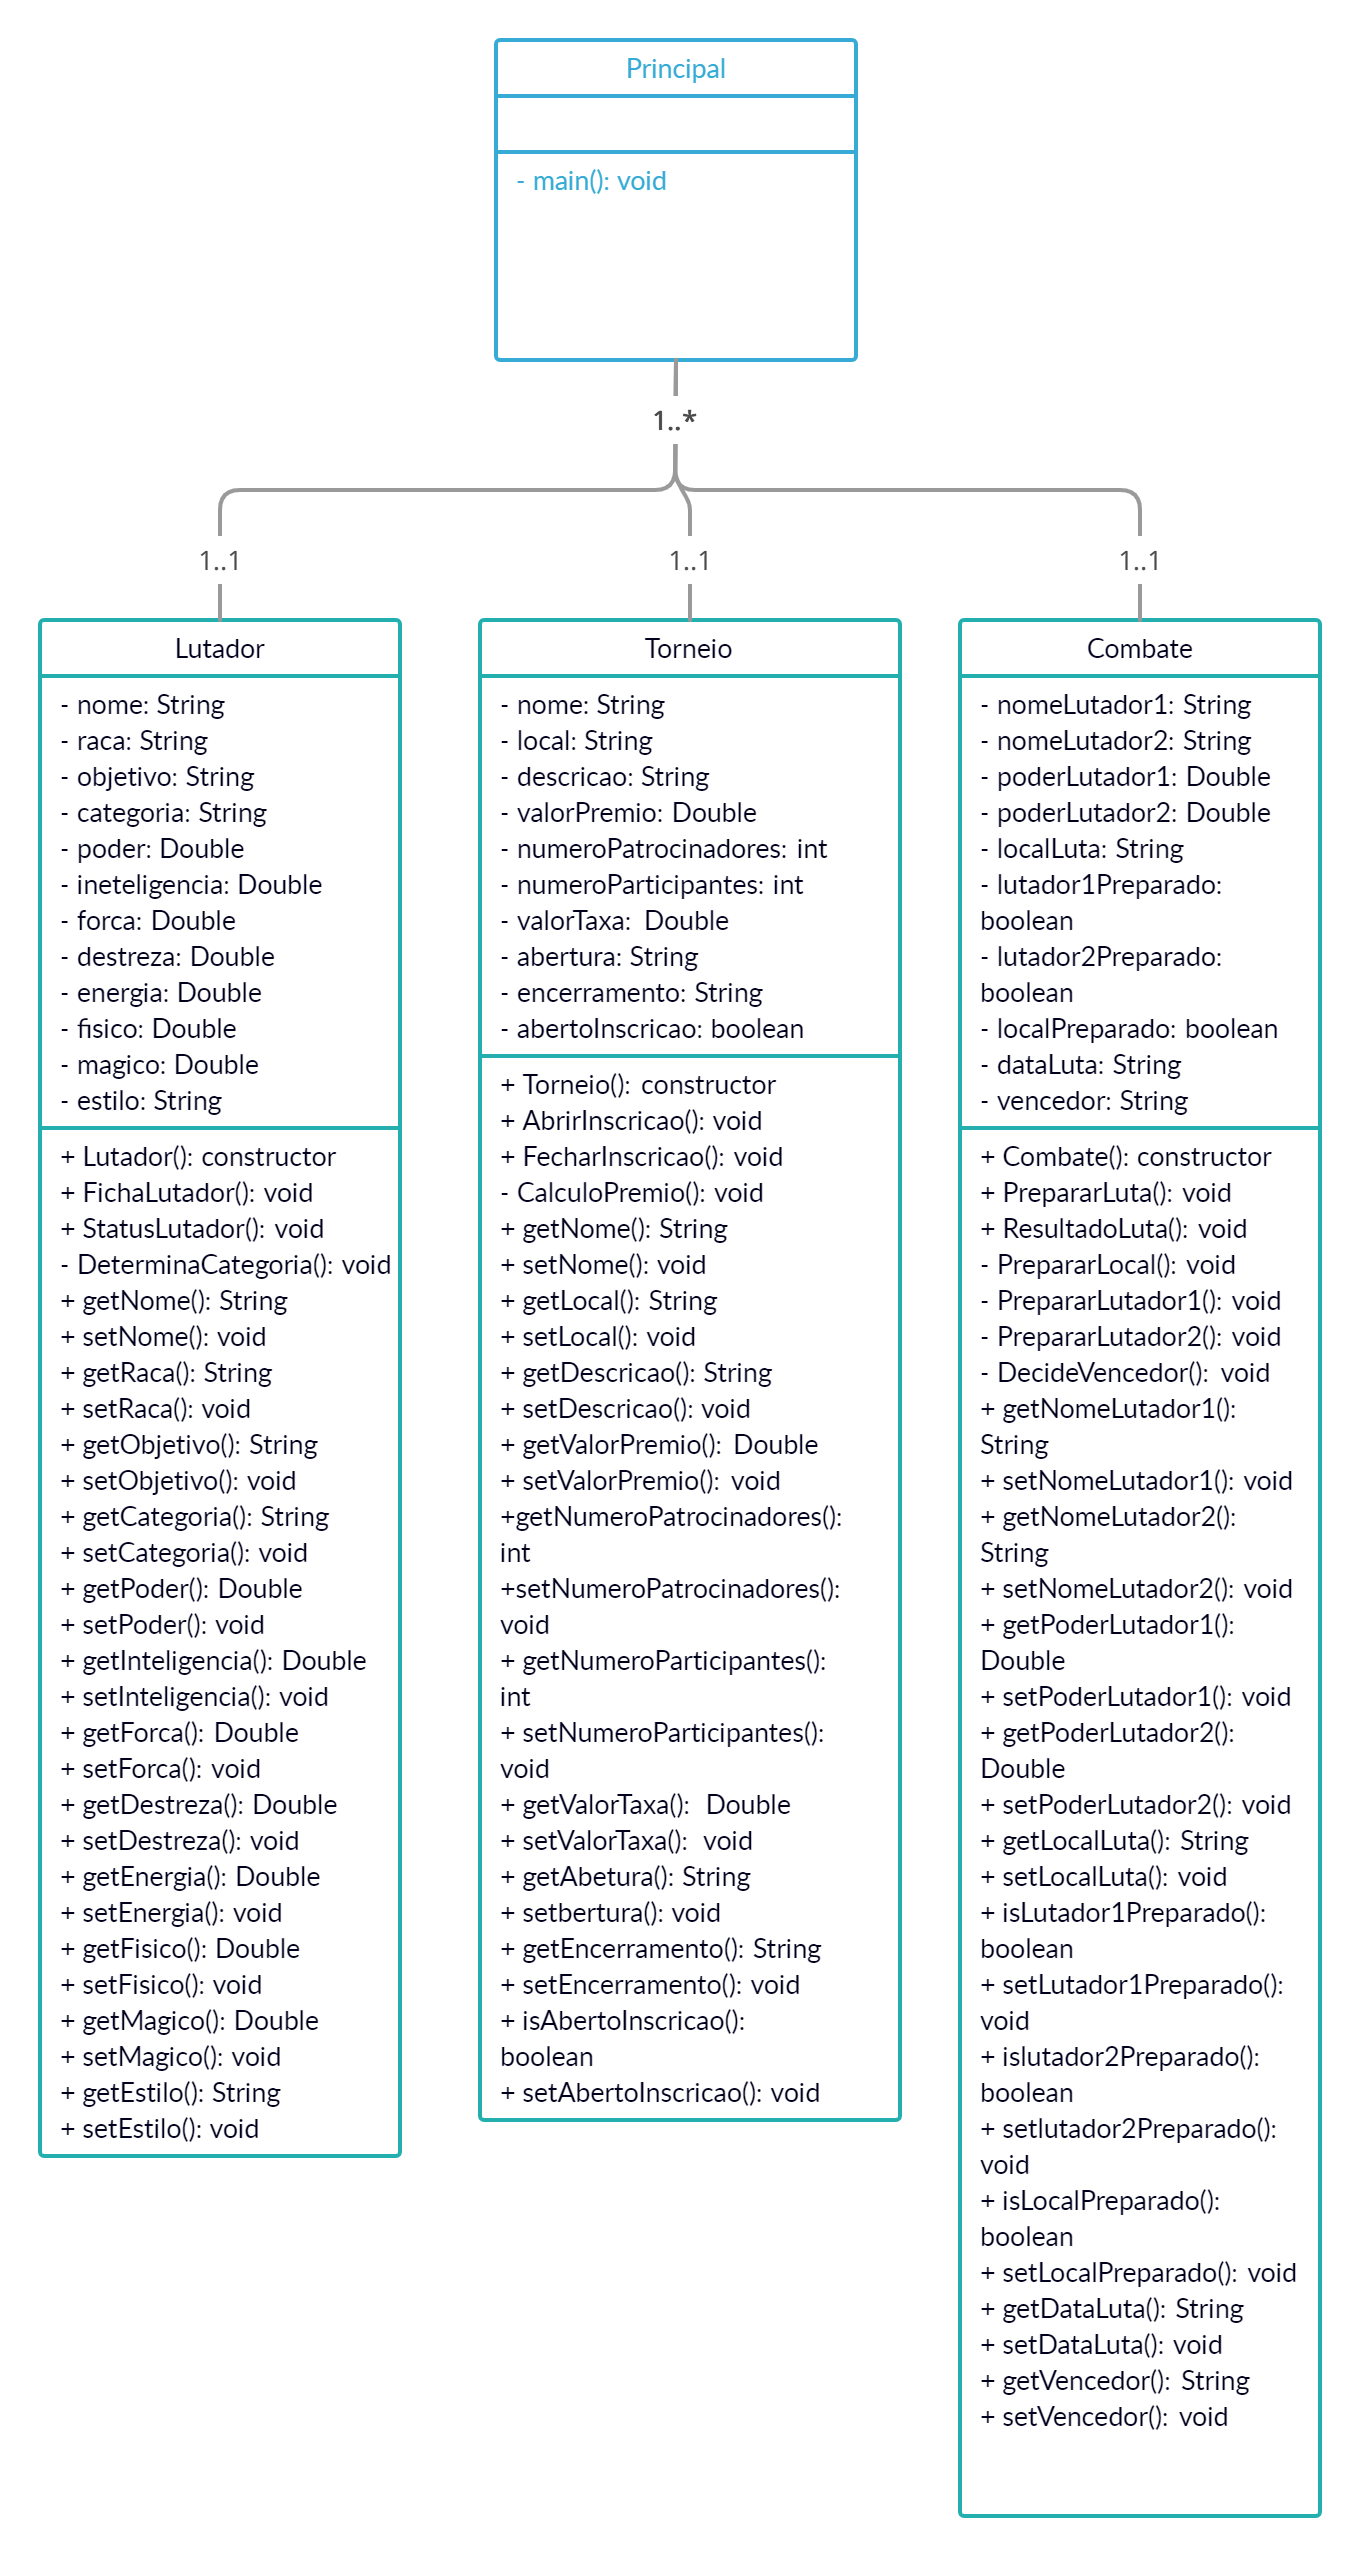 Principal
- main(): void
1..*
1..1
1..1
1..1
Lutador
- nome: String
- raca: String
- objetivo: String
- categoria: String
- poder: Double
- ineteligencia: Double
- forca: Double
- destreza: Double
- energia: Double
- fisico: Double
- magico: Double
- estilo: String
+ Lutador(): constructor
+ FichaLutador(): void
+ StatusLutador(): void
- DeterminaCategoria(): void
+ getNome(): String
+ setNome(): void
+ getRaca(): String
+ setRaca(): void
+ getObjetivo(): String
+ setObjetivo(): void
+ getCategoria(): String
+ setCategoria(): void
+ getPoder(): Double
+ setPoder(): void
+ getInteligencia(): Double
+ setInteligencia(): void
+ getForca(): Double
+ setForca(): void
+ getDestreza(): Double
+ setDestreza(): void
+ getEnergia(): Double
+ setEnergia(): void
+ getFisico(): Double
+ setFisico(): void
+ getMagico(): Double
+ setMagico(): void
+ getEstilo(): String
+ setEstilo(): void
Torneio
- nome: String
- local: String
- descricao: String
- valorPremio: Double
- numeroPatrocinadores: int
- numeroParticipantes: int
- valorTaxa: Double
- abertura: String
- encerramento: String
- abertoInscricao: boolean
+ Torneio(): constructor
+ AbrirInscricao(): void
+ FecharInscricao(): void
- CalculoPremio(): void
+ getNome(): String
+ setNome(): void
+ getLocal(): String
+ setLocal(): void
+ getDescricao(): String
+ setDescricao(): void
+ getValorPremio(): Double
+ setValorPremio(): void
+getNumeroPatrocinadores():
int
+setNumeroPatrocinadores():
void
+ getNumeroParticipantes():
int
+ setNumeroParticipantes():
void
+ getValorTaxa(): Double
+ setValorTaxa(): void
+ getAbetura(): String
+ setbertura(): void
+ getEncerramento(): String
+ setEncerramento(): void
+ isAbertoInscricao():
boolean
+ setAbertoInscricao(): void
Combate
- nomeLutador1: String
- nomeLutador2: String
- poderLutador1: Double
- poderLutador2: Double
- localLuta: String
- lutador1Preparado:
boolean
- lutador2Preparado:
boolean
- localPreparado: boolean
- dataLuta: String
- vencedor: String
+ Combate(): constructor
+ PrepararLuta(): void
+ ResultadoLuta(): void
- PrepararLocal(): void
- PrepararLutador1(): void
- PrepararLutador2(): void
- DecideVencedor(): void
+ getNomeLutador1():
String
+ setNomeLutador1(): void
+ getNomeLutador2():
String
+ setNomeLutador2(): void
+ getPoderLutador1():
Double
+ setPoderLutador1(): void
+ getPoderLutador2():
Double
+ setPoderLutador2(): void
+ getLocalLuta(): String
+ setLocalLuta(): void
+ isLutador1Preparado():
boolean
+ setLutador1Preparado():
void
+ islutador2Preparado():
boolean
+ setlutador2Preparado():
void
+ isLocalPreparado():
boolean
+ setLocalPreparado(): void
+ getDataLuta(): String
+ setDataLuta(): void
+ getVencedor(): String
+ setVencedor(): void